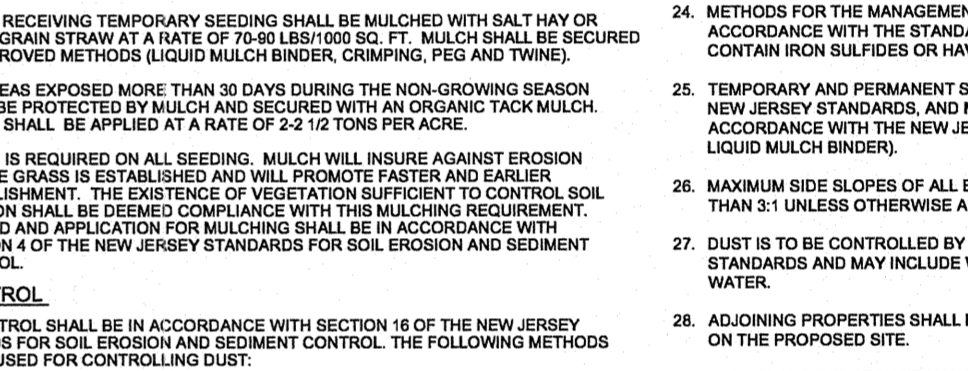 RECEIVING TEMPORARY SEEDING SHALL BE MULCHED WITH SALT HAY OR
GRAIN STRAW AT A RATE OF 70-90 LBS/1000 SQ. FT. MULCH SHALL BE SECURED
ROVED METHODS (LIQUID MULCH BINDER, CRIMPING, PEG AND TWINE).
EAS EXPOSED MORE THAN 30 DAYS DURING THE NON-GROWING SEASON
BE PROTECTED BY MULCH AND SECURED WITH AN ORGANIC TACK MULCH.
SHALL BE APPLIED AT A RATE OF 2-2 1/2 TONS PER ACRE.
IS REQUIRED ON ALL SEEDING. MULCH WILL INSURE AGAINST EROSION
E GRASS IS ESTABLISHED AND WILL PROMOTE FASTER AND EARLIER
LISHMENT. THE EXISTENCE OF VEGETATION SUFFICIENT TO CONTROL SOIL
ON SHALL BE DEEMED COMPLIANCE WITH THIS MULCHING REQUIREMENT.
D AND APPLICATION FOR MULCHING SHALL BE IN ACCORDANCE WITH
N 4 OF THE NEW JERSEY STANDARDS FOR SOIL EROSION AND SEDIMENT
OL.
TROL
TROL SHALL BE IN ACCORDANCE WITH SECTION 16 OF THE NEW JERSEY
S FOR SOIL EROSION AND SEDIMENT CONTROL. THE FOLLOWING METHODS
USED FOR CONTROLLING DUST:
24. METHODS FOR THE MANAGEMEN
ACCORDANCE WITH THE STANDA
CONTAIN IRON SULFIDES OR HAV
25. TEMPORARY AND PERMANENT S
NEW JERSEY STANDARDS, AND
ACCORDANCE WITH THE NEW JE
LIQUID MULCH BINDER).
26. MAXIMUM SIDE SLOPES OF ALL E
THAN 3:1 UNLESS OTHERWISE A
27. DUST IS TO BE CONTROLLED BY
STANDARDS AND MAY INCLUDE
WATER.
28. ADJOINING PROPERTIES SHALL
ON THE PROPOSED SITE.